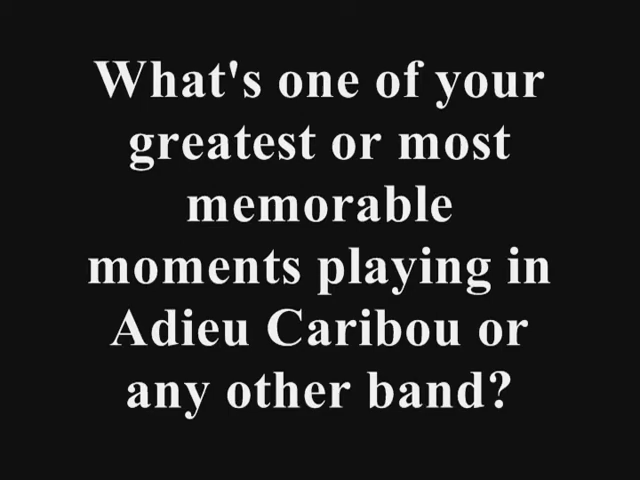 What's one of your
greatest or most
memorable
moments playing in
Adieu Caribou or
any other band?